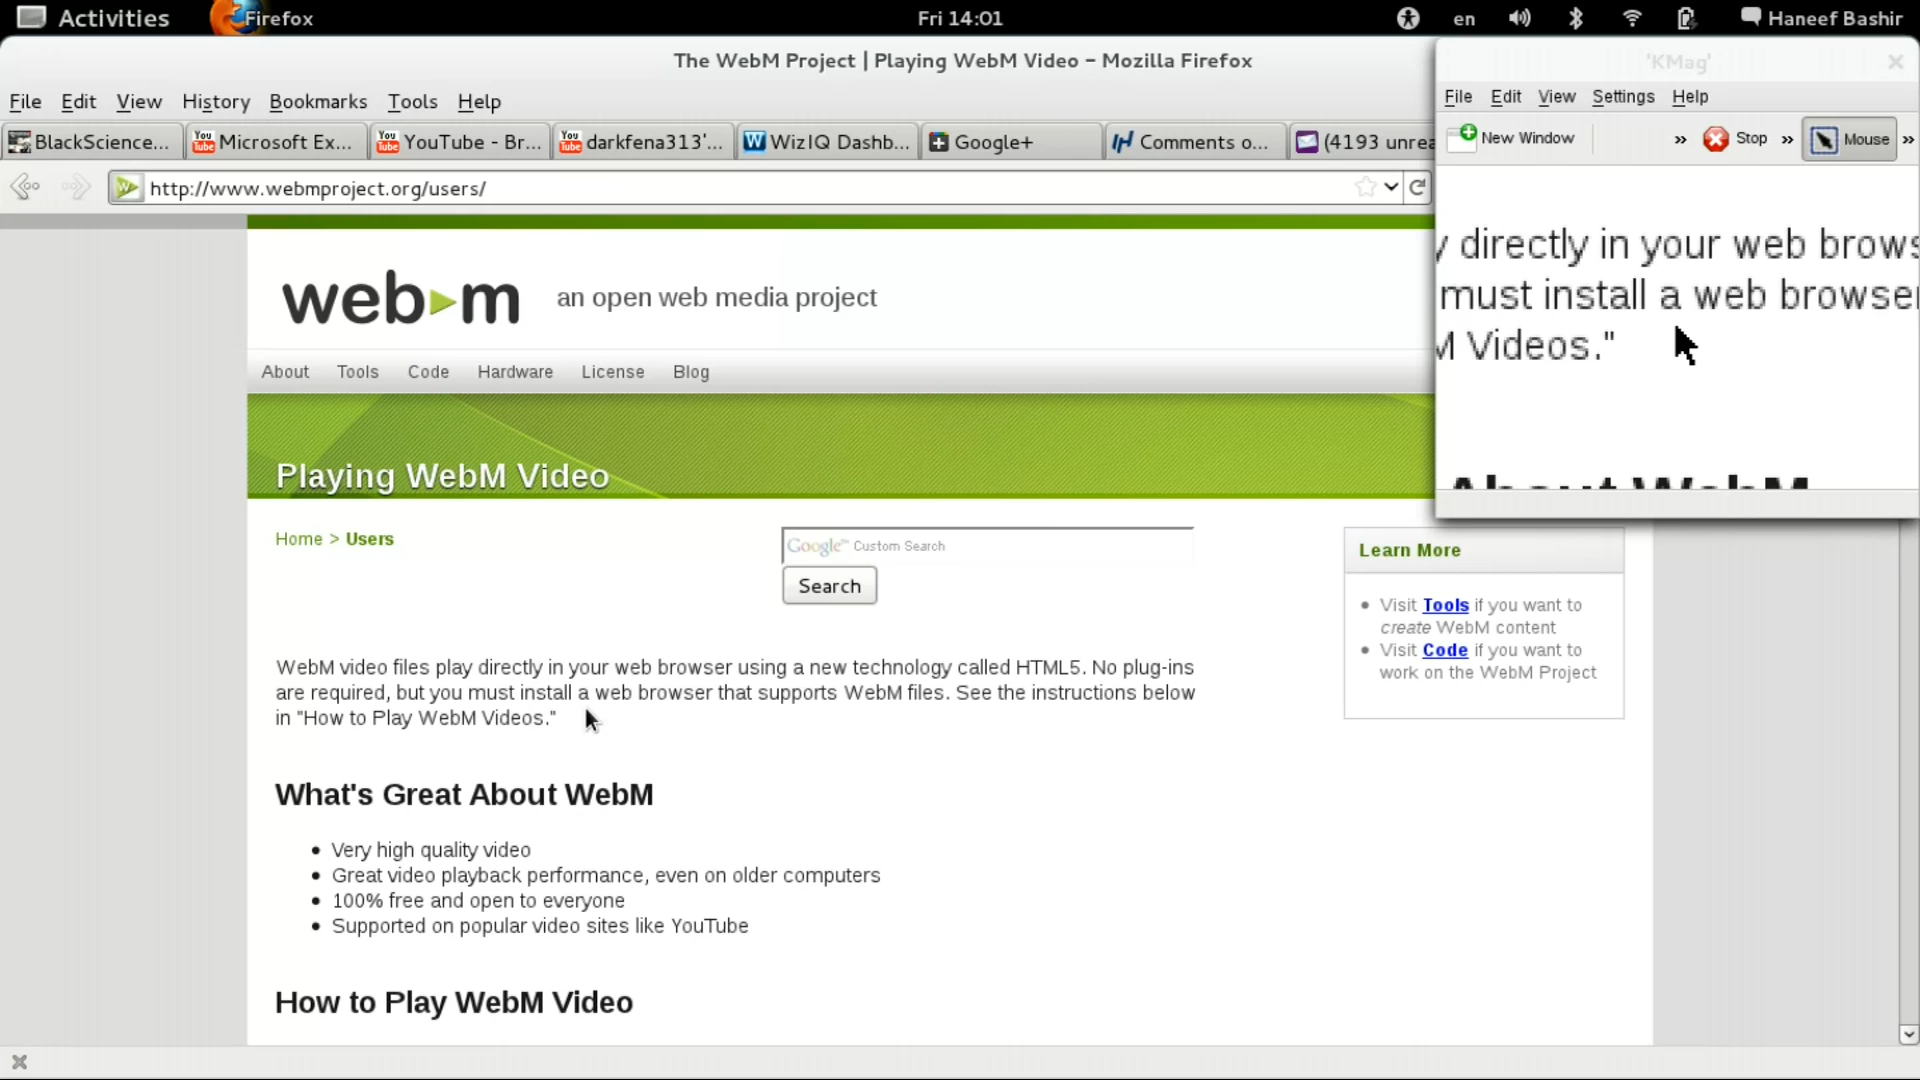 Activities Firefox Fri 14:01 en Haneef Bashir
The WebM Project | Playing WebM Video - Mozilla Firefox
File Edit View History Bookmarks Tools Help
BlackScience... Microsoft Ex... YouTube - Br... darkfena313'... WizIQ Dashb... Google+ Comments o... (4193 unrea
http://www.webmproject.org/users/
'KMag'
File Edit View Settings Help
New Window » Stop » Mouse »
y directly in your web brows
must install a web browser
M Videos."
About WebM
webm an open web media project
About Tools Code Hardware License Blog
Playing WebM Video
Home > Users
Google™ Custom Search
Search
Learn More
Visit Tools if you want to
create WebM content
Visit Code if you want to
work on the WebM Project
WebM video files play directly in your web browser using a new technology called HTML5. No plug-ins
are required, but you must install a web browser that supports WebM files. See the instructions below
in "How to Play WebM Videos."
What's Great About WebM
Very high quality video
Great video playback performance, even on older computers
100% free and open to everyone
Supported on popular video sites like YouTube
How to Play WebM Video